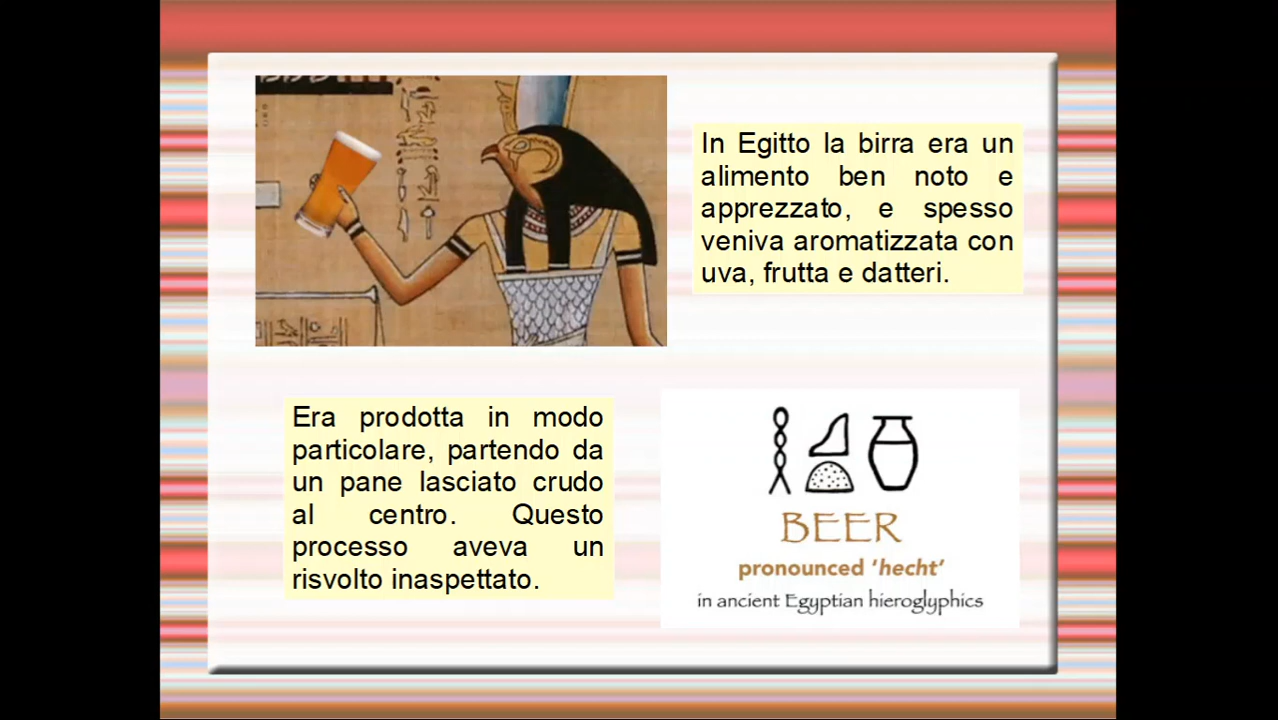 In Egitto la birra era un
alimento ben noto e
apprezzato, e spesso
veniva aromatizzata con
uva, frutta e datteri.
Era prodotta in modo
particolare, partendo da
un pane lasciato crudo
al centro. Questo
processo aveva un
risvolto inaspettato.
BEER
pronounced ‘hecht’
in ancient Egyptian hieroglyphics